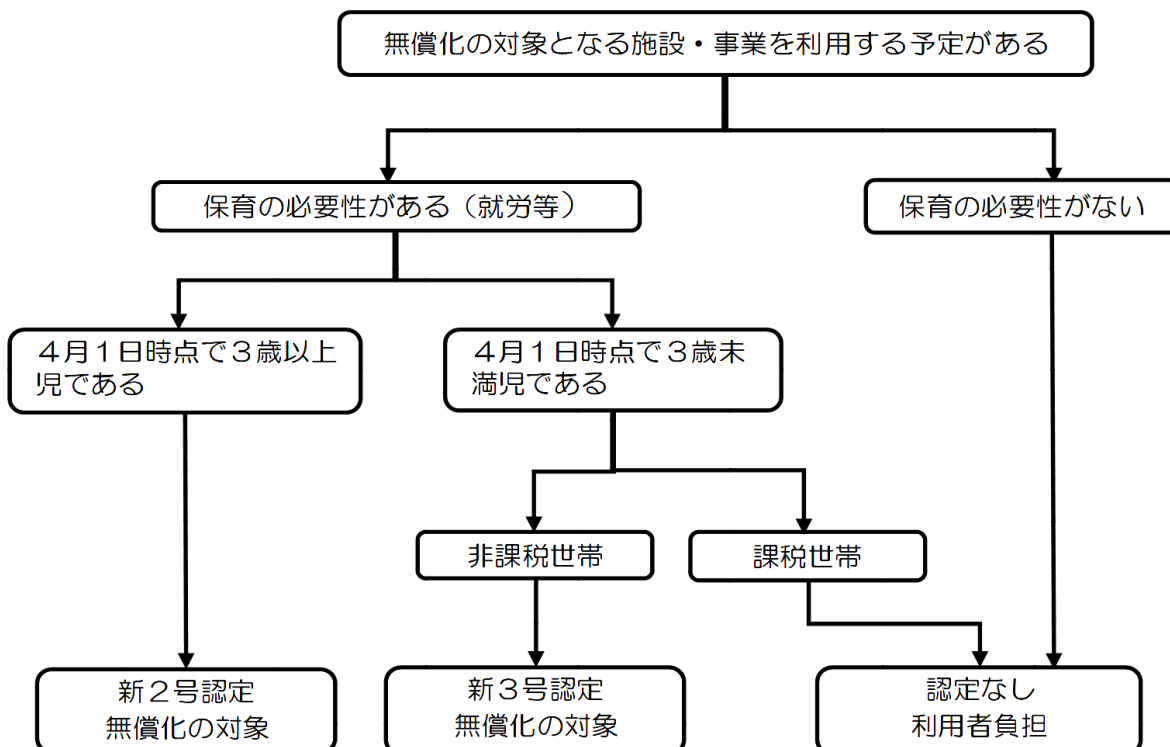 無償化の対象となる施設・事業を利用する予定がある
保育の必要性がある（就労等）
保育の必要性がない
４月１日時点で３歳以上
児である
４月１日時点で３歳未
満児である
非課税世帯
課税世帯
新２号認定
無償化の対象
新３号認定
無償化の対象
認定なし
利用者負担